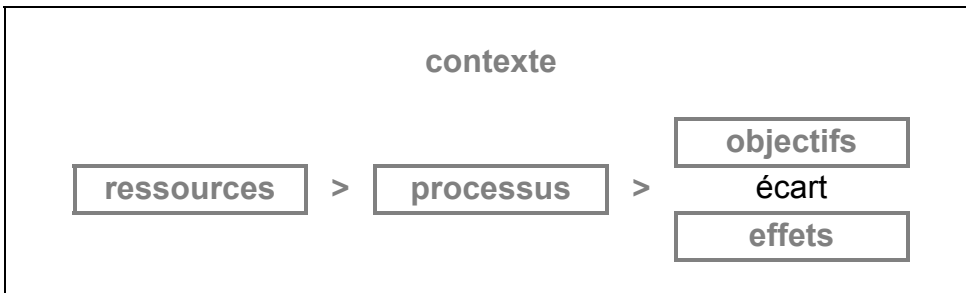 contexte
objectifs
ressources > processus > écart
effets